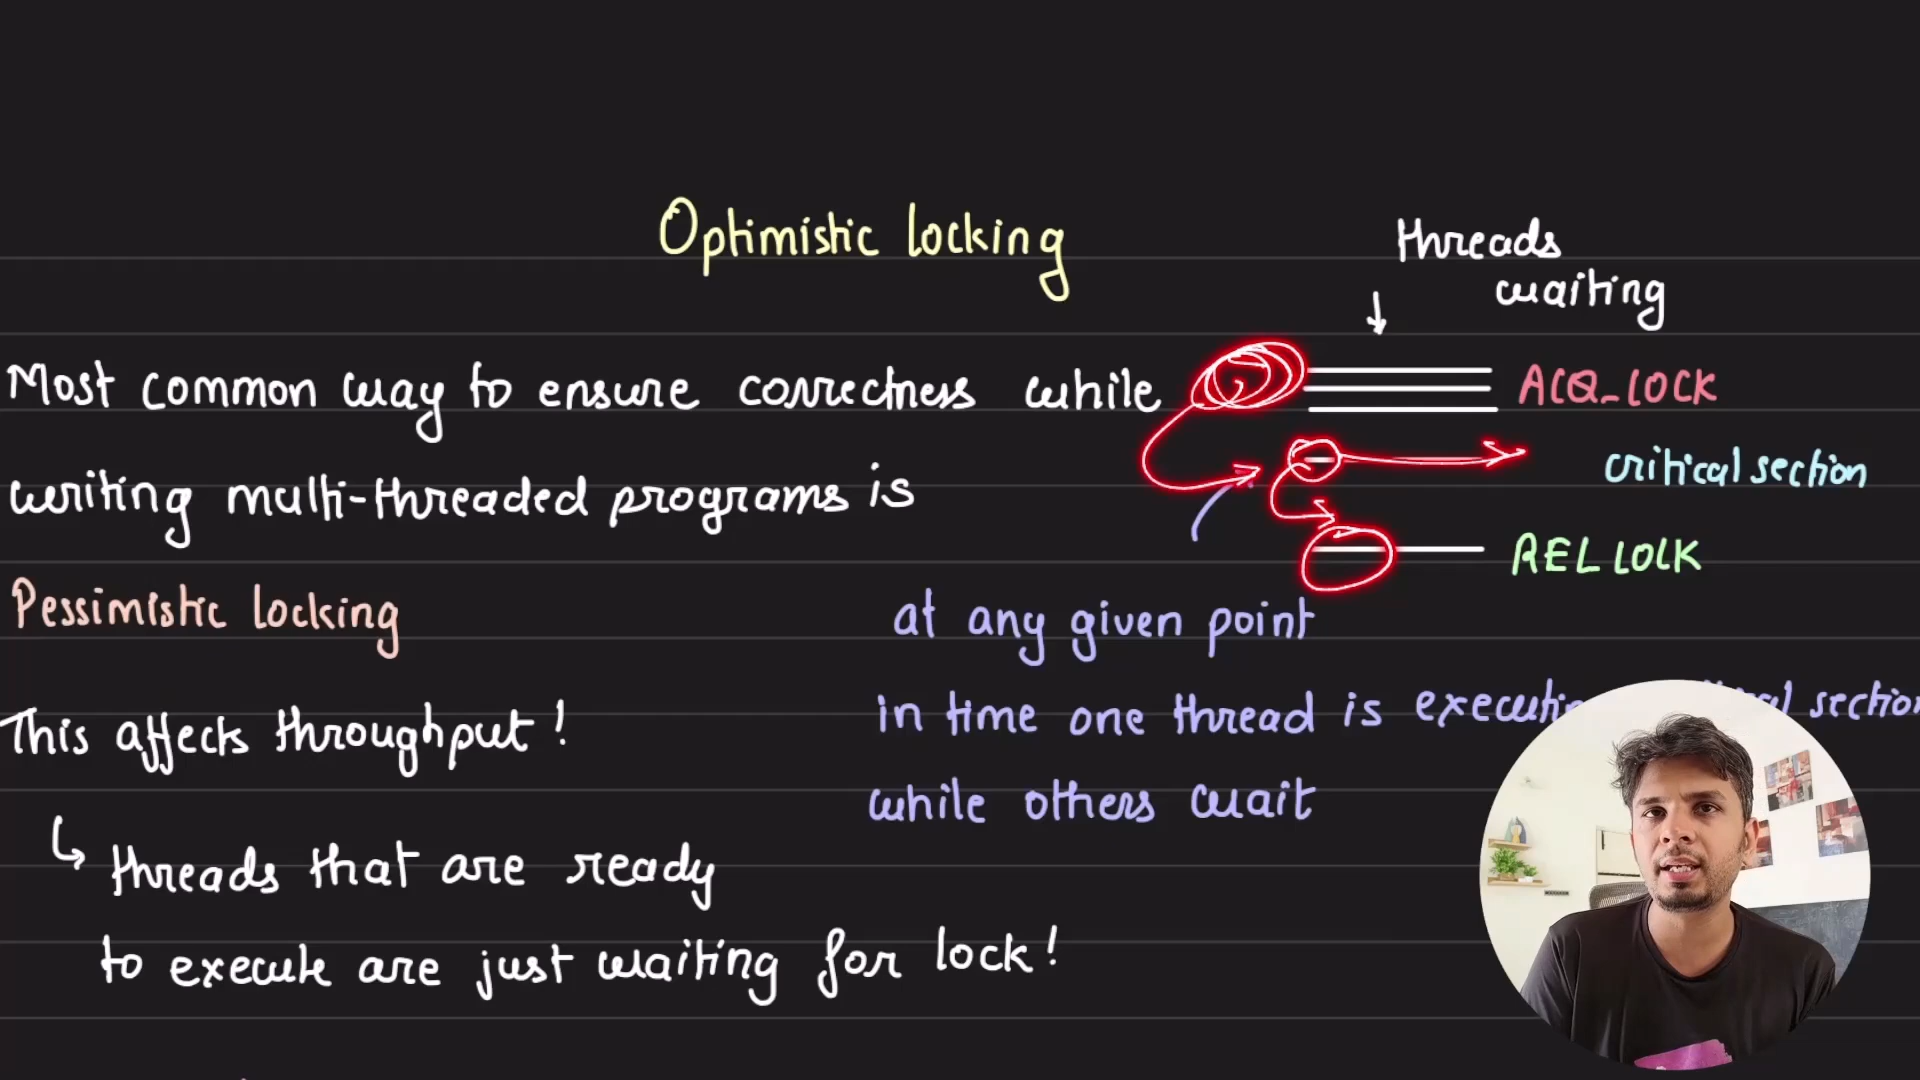 Optimistic locking
threads
waiting
Most common way to ensure correctness while
ACQ_LOCK
writing multi-threaded programs is
critical section
REL LOCK
Pessimistic locking
at any given point
This affects throughput!
in time one thread is section
while others wait
↳ threads that are ready
to execute are just waiting for lock!